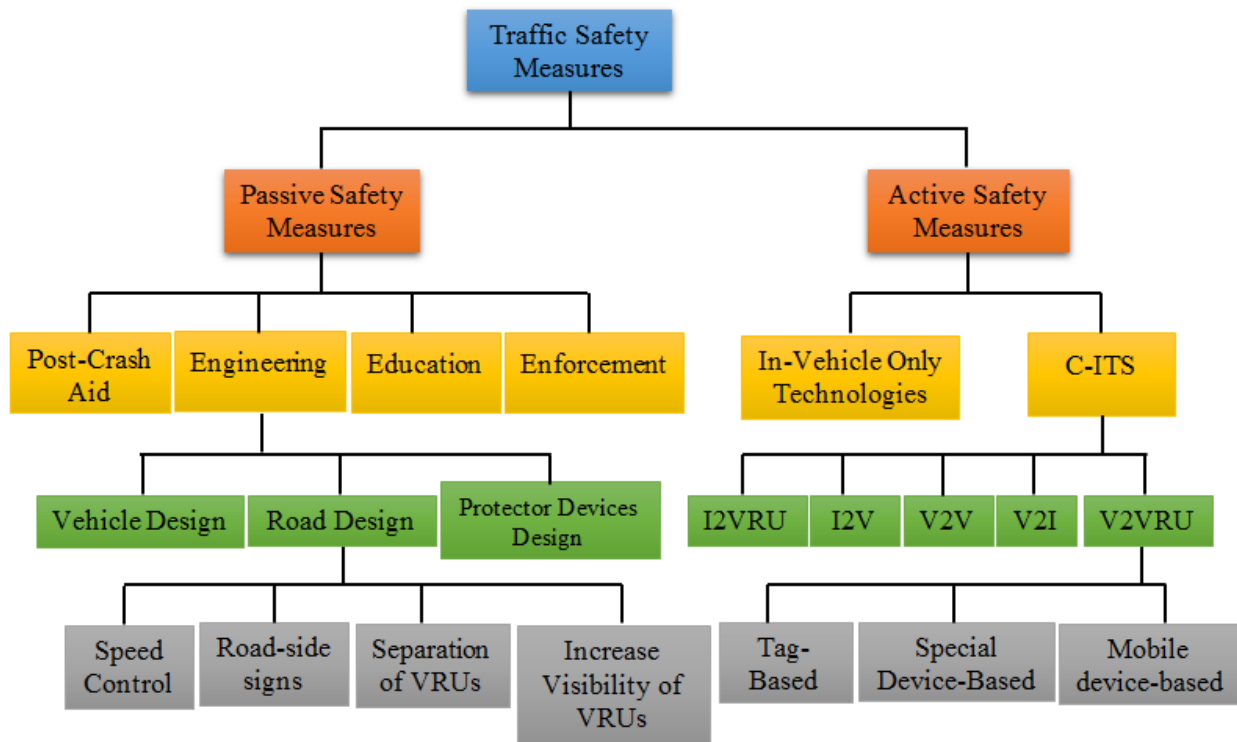 Traffic Safety
Measures
Passive Safety
Measures
Active Safety
Measures
Post-Crash
Aid
Engineering
Education
Enforcement
In-Vehicle Only
Technologies
C-ITS
Vehicle Design
Road Design
Protector Devices
Design
I2VRU
I2V
V2V
V2I
V2VRU
Speed
Control
Road-side
signs
Separation
of VRUs
Increase
Visibility of
VRUs
Tag-
Based
Special
Device-Based
Mobile
device-based